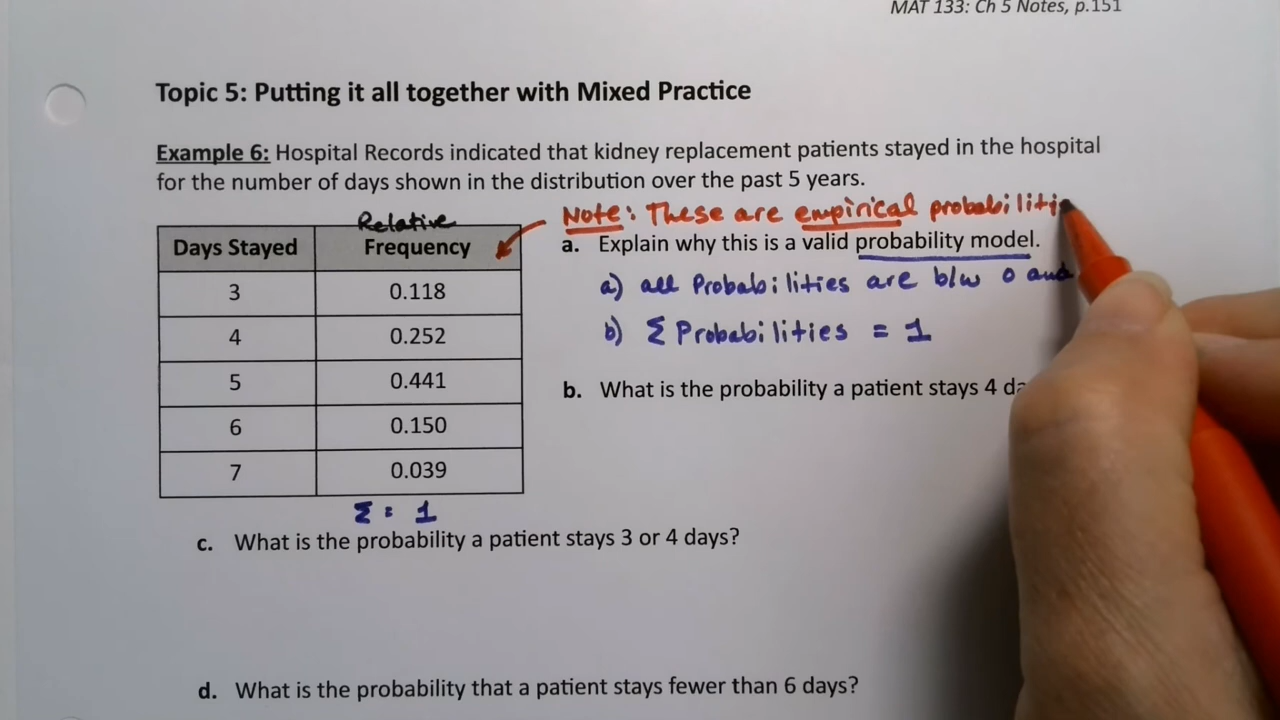 MAT 133: Ch 5 Notes, p.151
Topic 5: Putting it all together with Mixed Practice
Example 6: Hospital Records indicated that kidney replacement patients stayed in the hospital
for the number of days shown in the distribution over the past 5 years.
Note: These are empirical probabiliti
Relative
Days Stayed Frequency
3 0.118
4 0.252
5 0.441
6 0.150
7 0.039
Σ = 1
a. Explain why this is a valid probability model.
a) all Probabilities are b/w 0 and
b) Σ Probabilities = 1
b. What is the probability a patient stays 4
c. What is the probability a patient stays 3 or 4 days?
d. What is the probability that a patient stays fewer than 6 days?